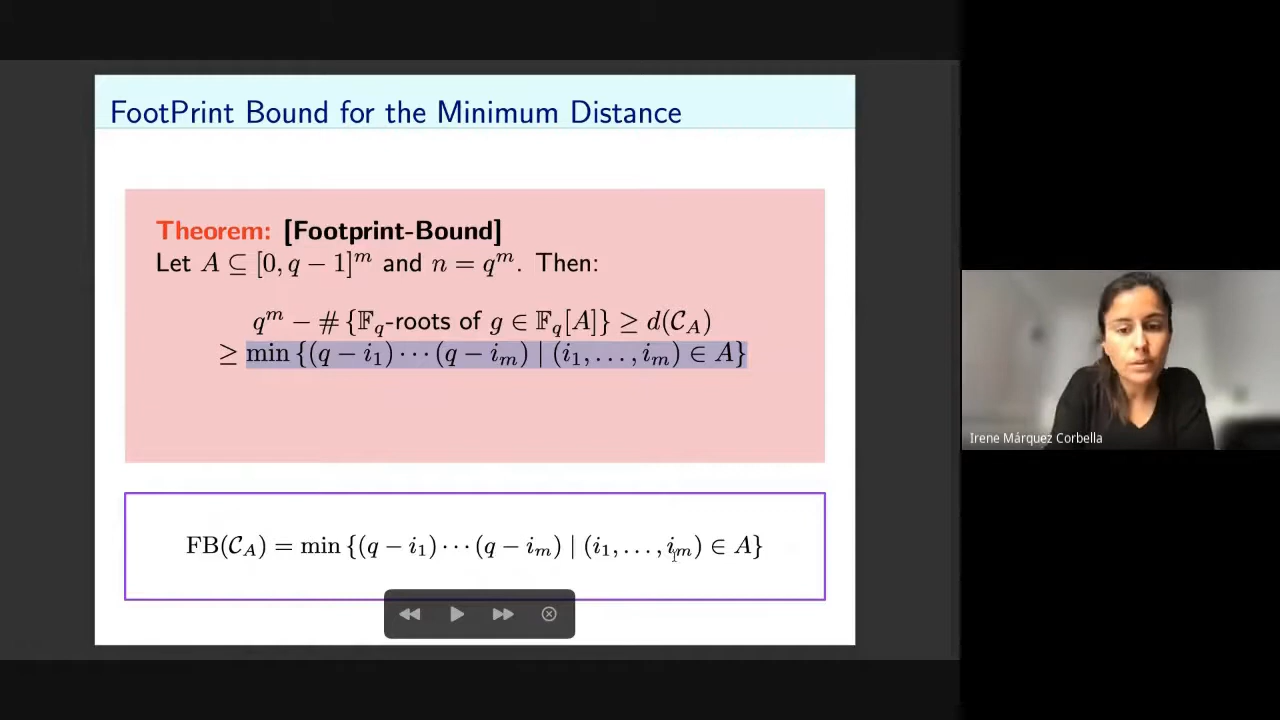 FootPrint Bound for the Minimum Distance
Theorem: [Footprint-Bound]
Let A ⊆ [0, q − 1]^m and n = q^m. Then:
q^m − # {𝔽_q-roots of g ∈ 𝔽_q[A]} ≥ d(𝒞_A)
≥ min {(q − i_1) ··· (q − i_m) | (i_1, . . . , i_m) ∈ A}
FB(𝒞_A) = min {(q − i_1) ··· (q − i_m) | (i_1, . . . , i_m) ∈ A}
Irene Márquez Corbella